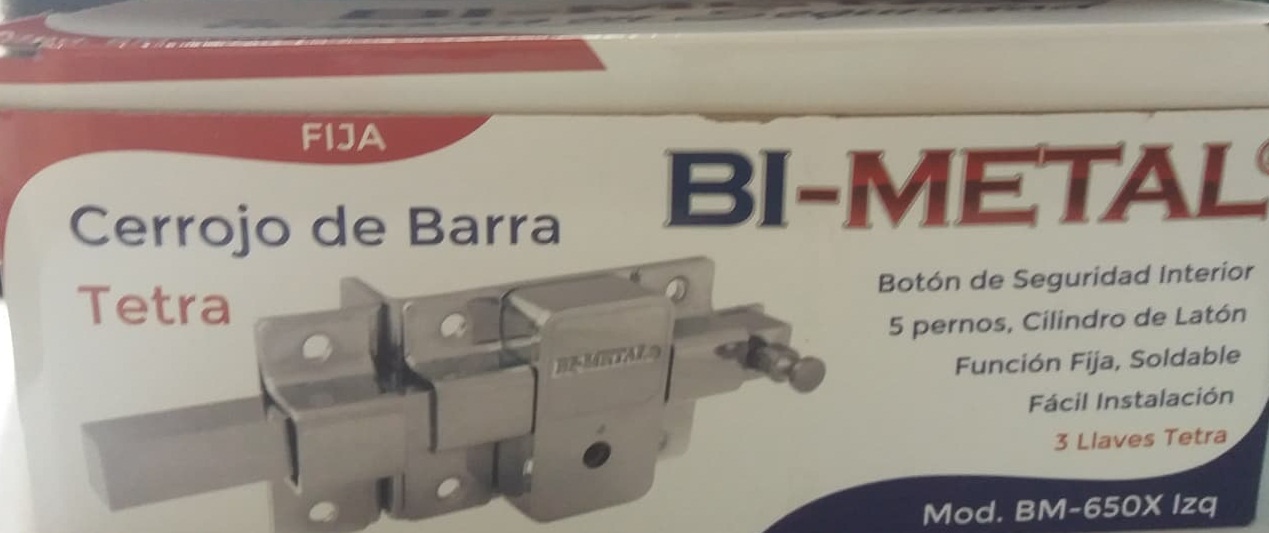 FIJA
Cerrojo de Barra
Tetra
BI-METAL
BI-METAL
Botón de Seguridad Interior
5 pernos, Cilindro de Latón
Función Fija, Soldable
Fácil Instalación
3 Llaves Tetra
Mod. BM-650X Izq